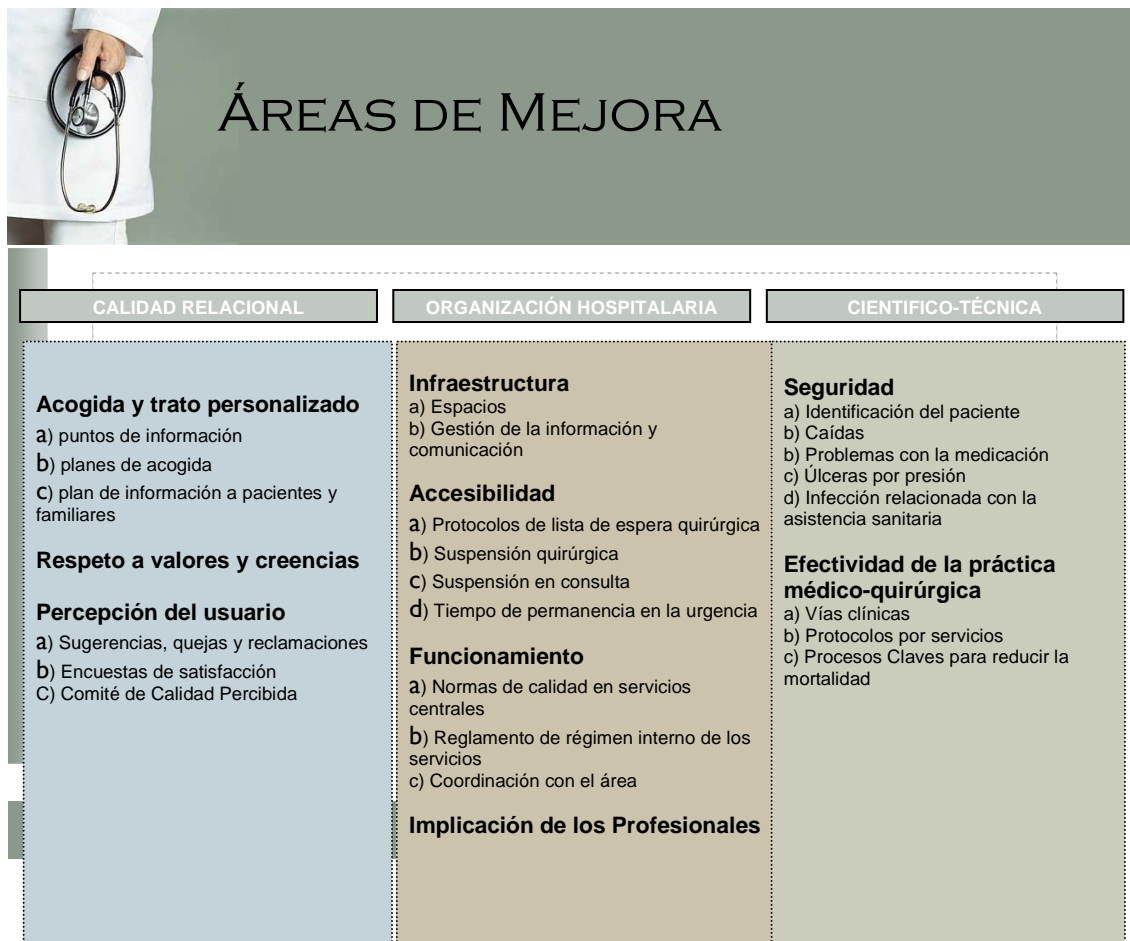 ÁREAS DE MEJORA
CALIDAD RELACIONAL
Acogida y trato personalizado
a) puntos de información
b) planes de acogida
c) plan de información a pacientes y
familiares
Respeto a valores y creencias
Percepción del usuario
a) Sugerencias, quejas y reclamaciones
b) Encuestas de satisfacción
C) Comité de Calidad Percibida
ORGANIZACIÓN HOSPITALARIA
Infraestructura
a) Espacios
b) Gestión de la información y
comunicación
Accesibilidad
a) Protocolos de lista de espera quirúrgica
b) Suspensión quirúrgica
c) Suspensión en consulta
d) Tiempo de permanencia en la urgencia
Funcionamiento
a) Normas de calidad en servicios
centrales
b) Reglamento de régimen interno de los
servicios
c) Coordinación con el área
Implicación de los Profesionales
CIENTIFICO-TÉCNICA
Seguridad
a) Identificación del paciente
b) Caídas
b) Problemas con la medicación
c) Úlceras por presión
d) Infección relacionada con la
asistencia sanitaria
Efectividad de la práctica
médico-quirúrgica
a) Vías clínicas
b) Protocolos por servicios
c) Procesos Claves para reducir la
mortalidad